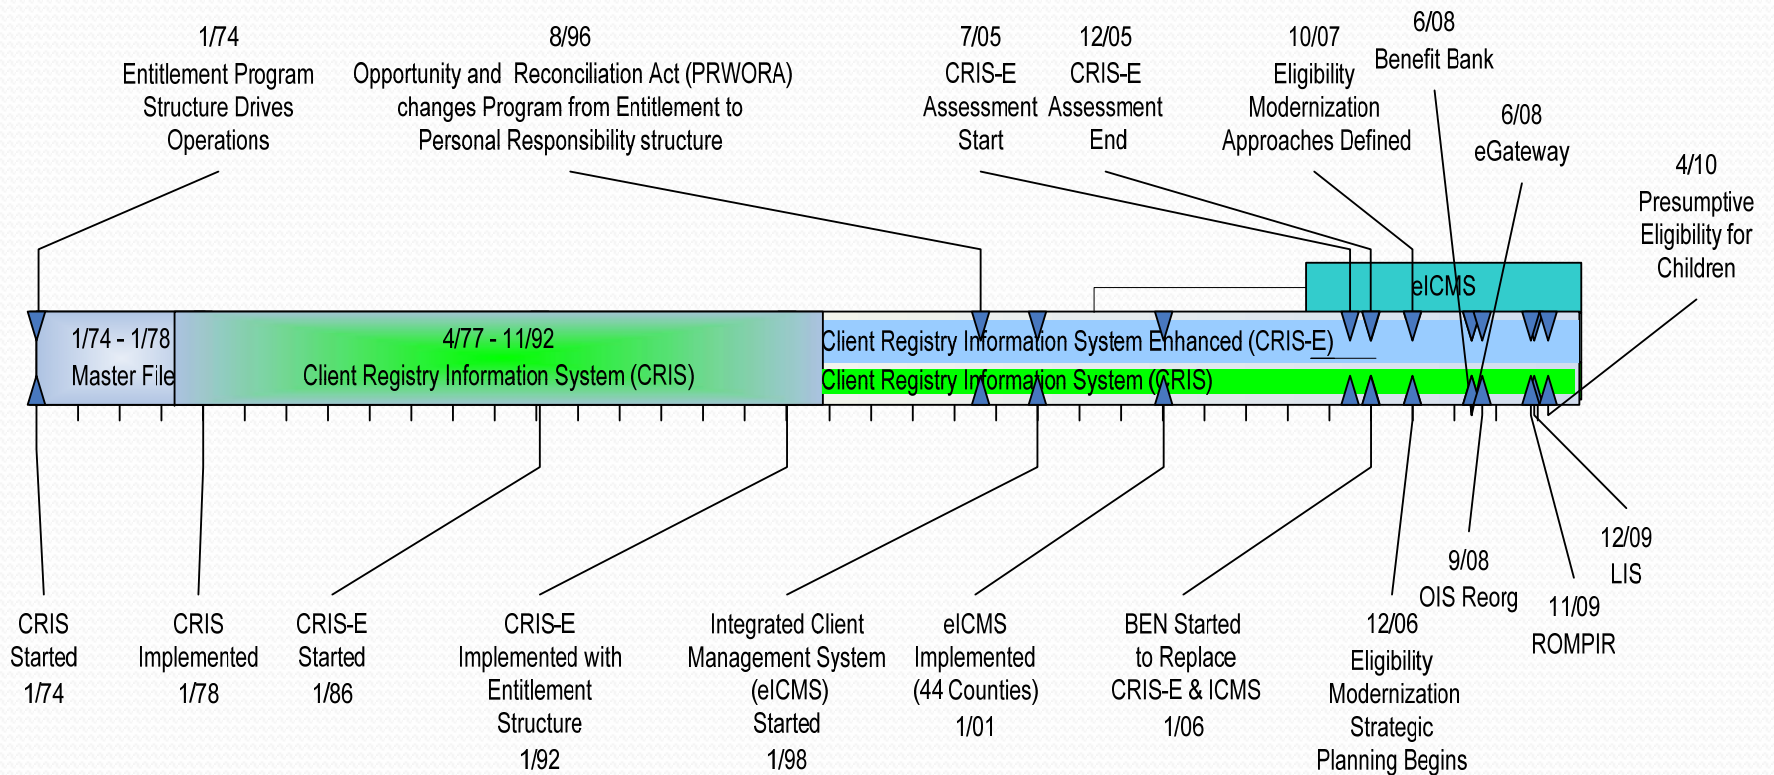 1/74
Entitlement Program
Structure Drives
Operations
8/96
Opportunity and Reconciliation Act (PRWORA)
changes Program from Entitlement to
Personal Responsibility structure
7/05
CRIS-E
Assessment
Start
12/05
CRIS-E
Assessment
End
10/07
Eligibility
Modernization
Approaches Defined
6/08
Benefit Bank
6/08
eGateway
4/10
Presumptive
Eligibility for
Children
eICMS
1/74 - 1/78
Master File
4/77 - 11/92
Client Registry Information System (CRIS)
Client Registry Information System Enhanced (CRIS-E)
Client Registry Information System (CRIS)
CRIS
Started
1/74
CRIS
Implemented
1/78
CRIS-E
Started
1/86
CRIS-E
Implemented with
Entitlement
Structure
1/92
Integrated Client
Management System
(eICMS)
Started
1/98
eICMS
Implemented
(44 Counties)
1/01
BEN Started
to Replace
CRIS-E & ICMS
1/06
12/06
Eligibility
Modernization
Strategic
Planning Begins
9/08
OIS Reorg
11/09
ROMPIR
12/09
LIS